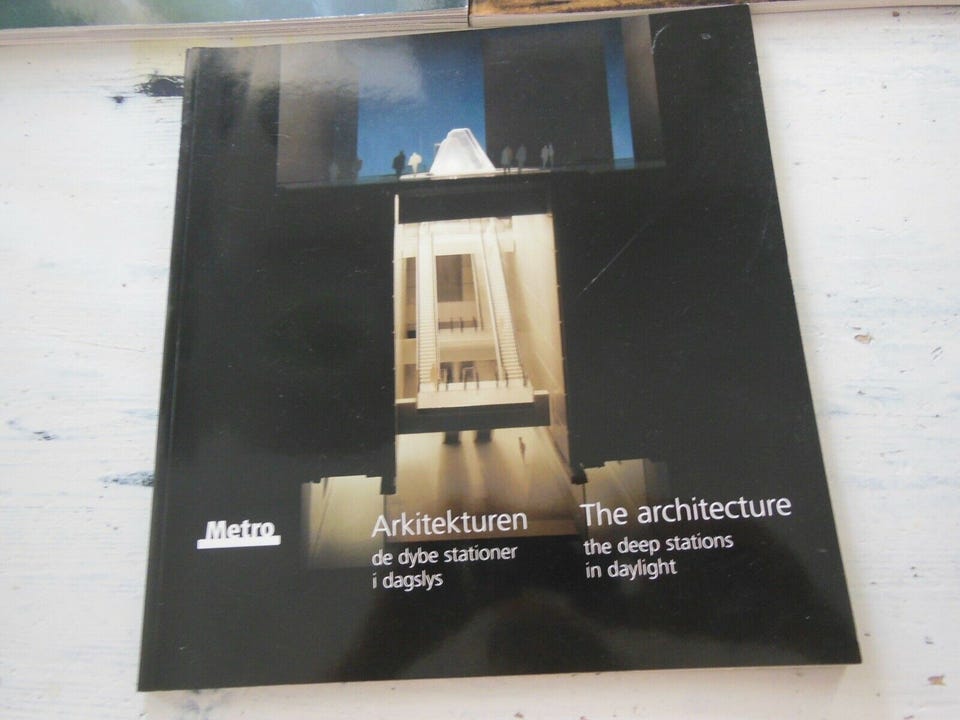 Metro
Arkitekturen
de dybe stationer
i dagslys
The architecture
the deep stations
in daylight